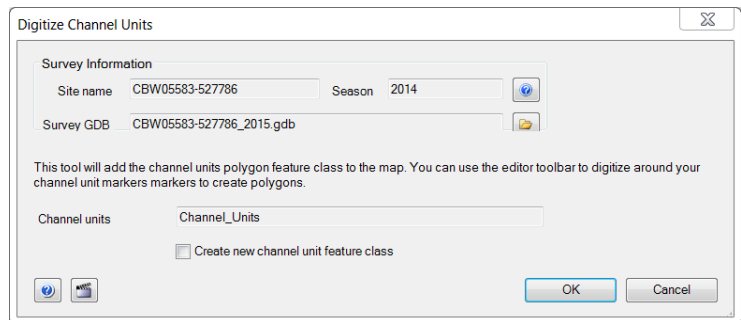 Digitize Channel Units
Survey Information
Site name CBW05583-527786 Season 2014
Survey GDB CBW05583-527786_2015.gdb
This tool will add the channel units polygon feature class to the map. You can use the editor toolbar to digitize around your
channel unit markers markers to create polygons.
Channel units Channel_Units
Create new channel unit feature class
OK Cancel